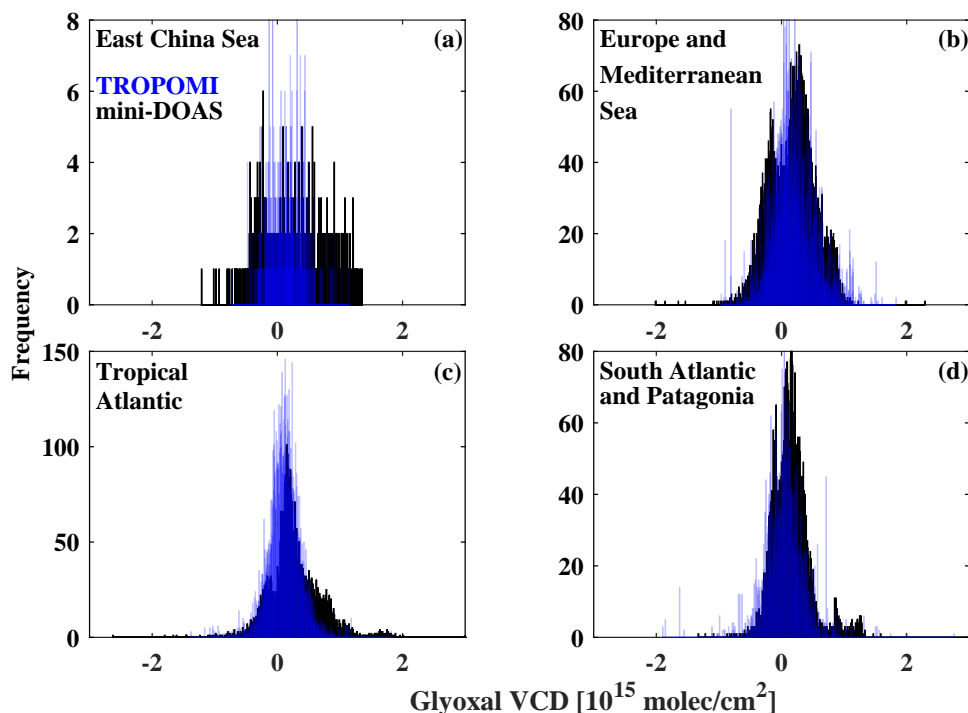 8
6
4
2
0
East China Sea
(a)
TROPOMI
mini-DOAS
-2
0
2
80
60
40
20
0
Europe and
(b)
Mediterranean
Sea
-2
0
2
Frequency
150
100
50
0
Tropical
(c)
Atlantic
-2
0
2
80
60
40
20
0
South Atlantic
(d)
and Patagonia
-2
0
2
Glyoxal VCD [10^15 molec/cm^2]